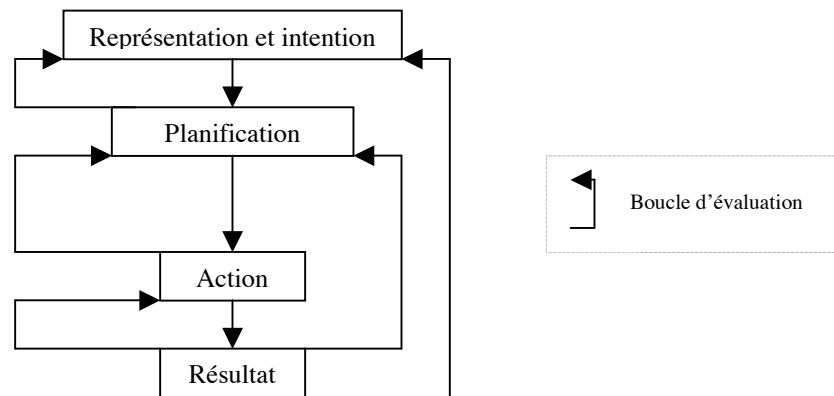 Représentation et intention
Planification
Boucle d'évaluation
Action
Résultat